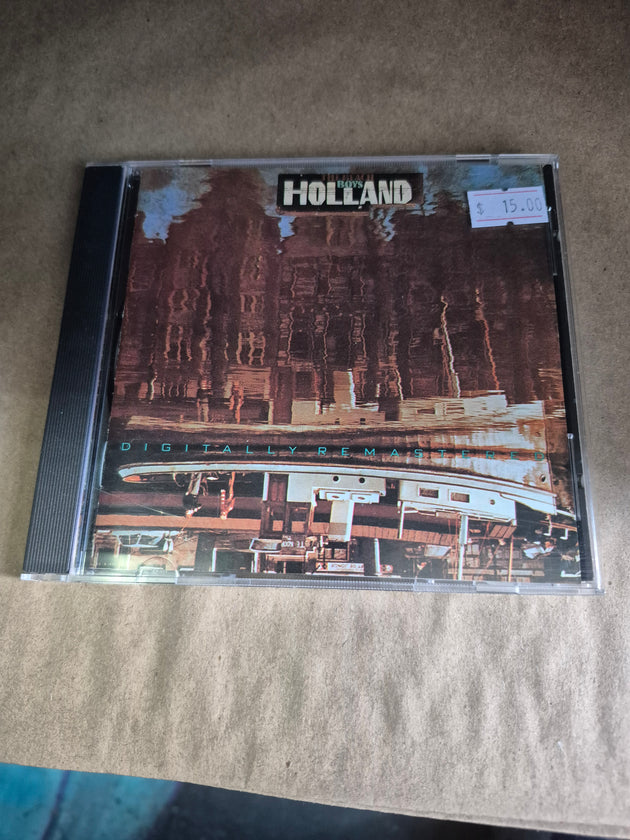 THE BEACH
BOYS
HOLLAND
$ 15.00
DIGITALLY REMASTERED